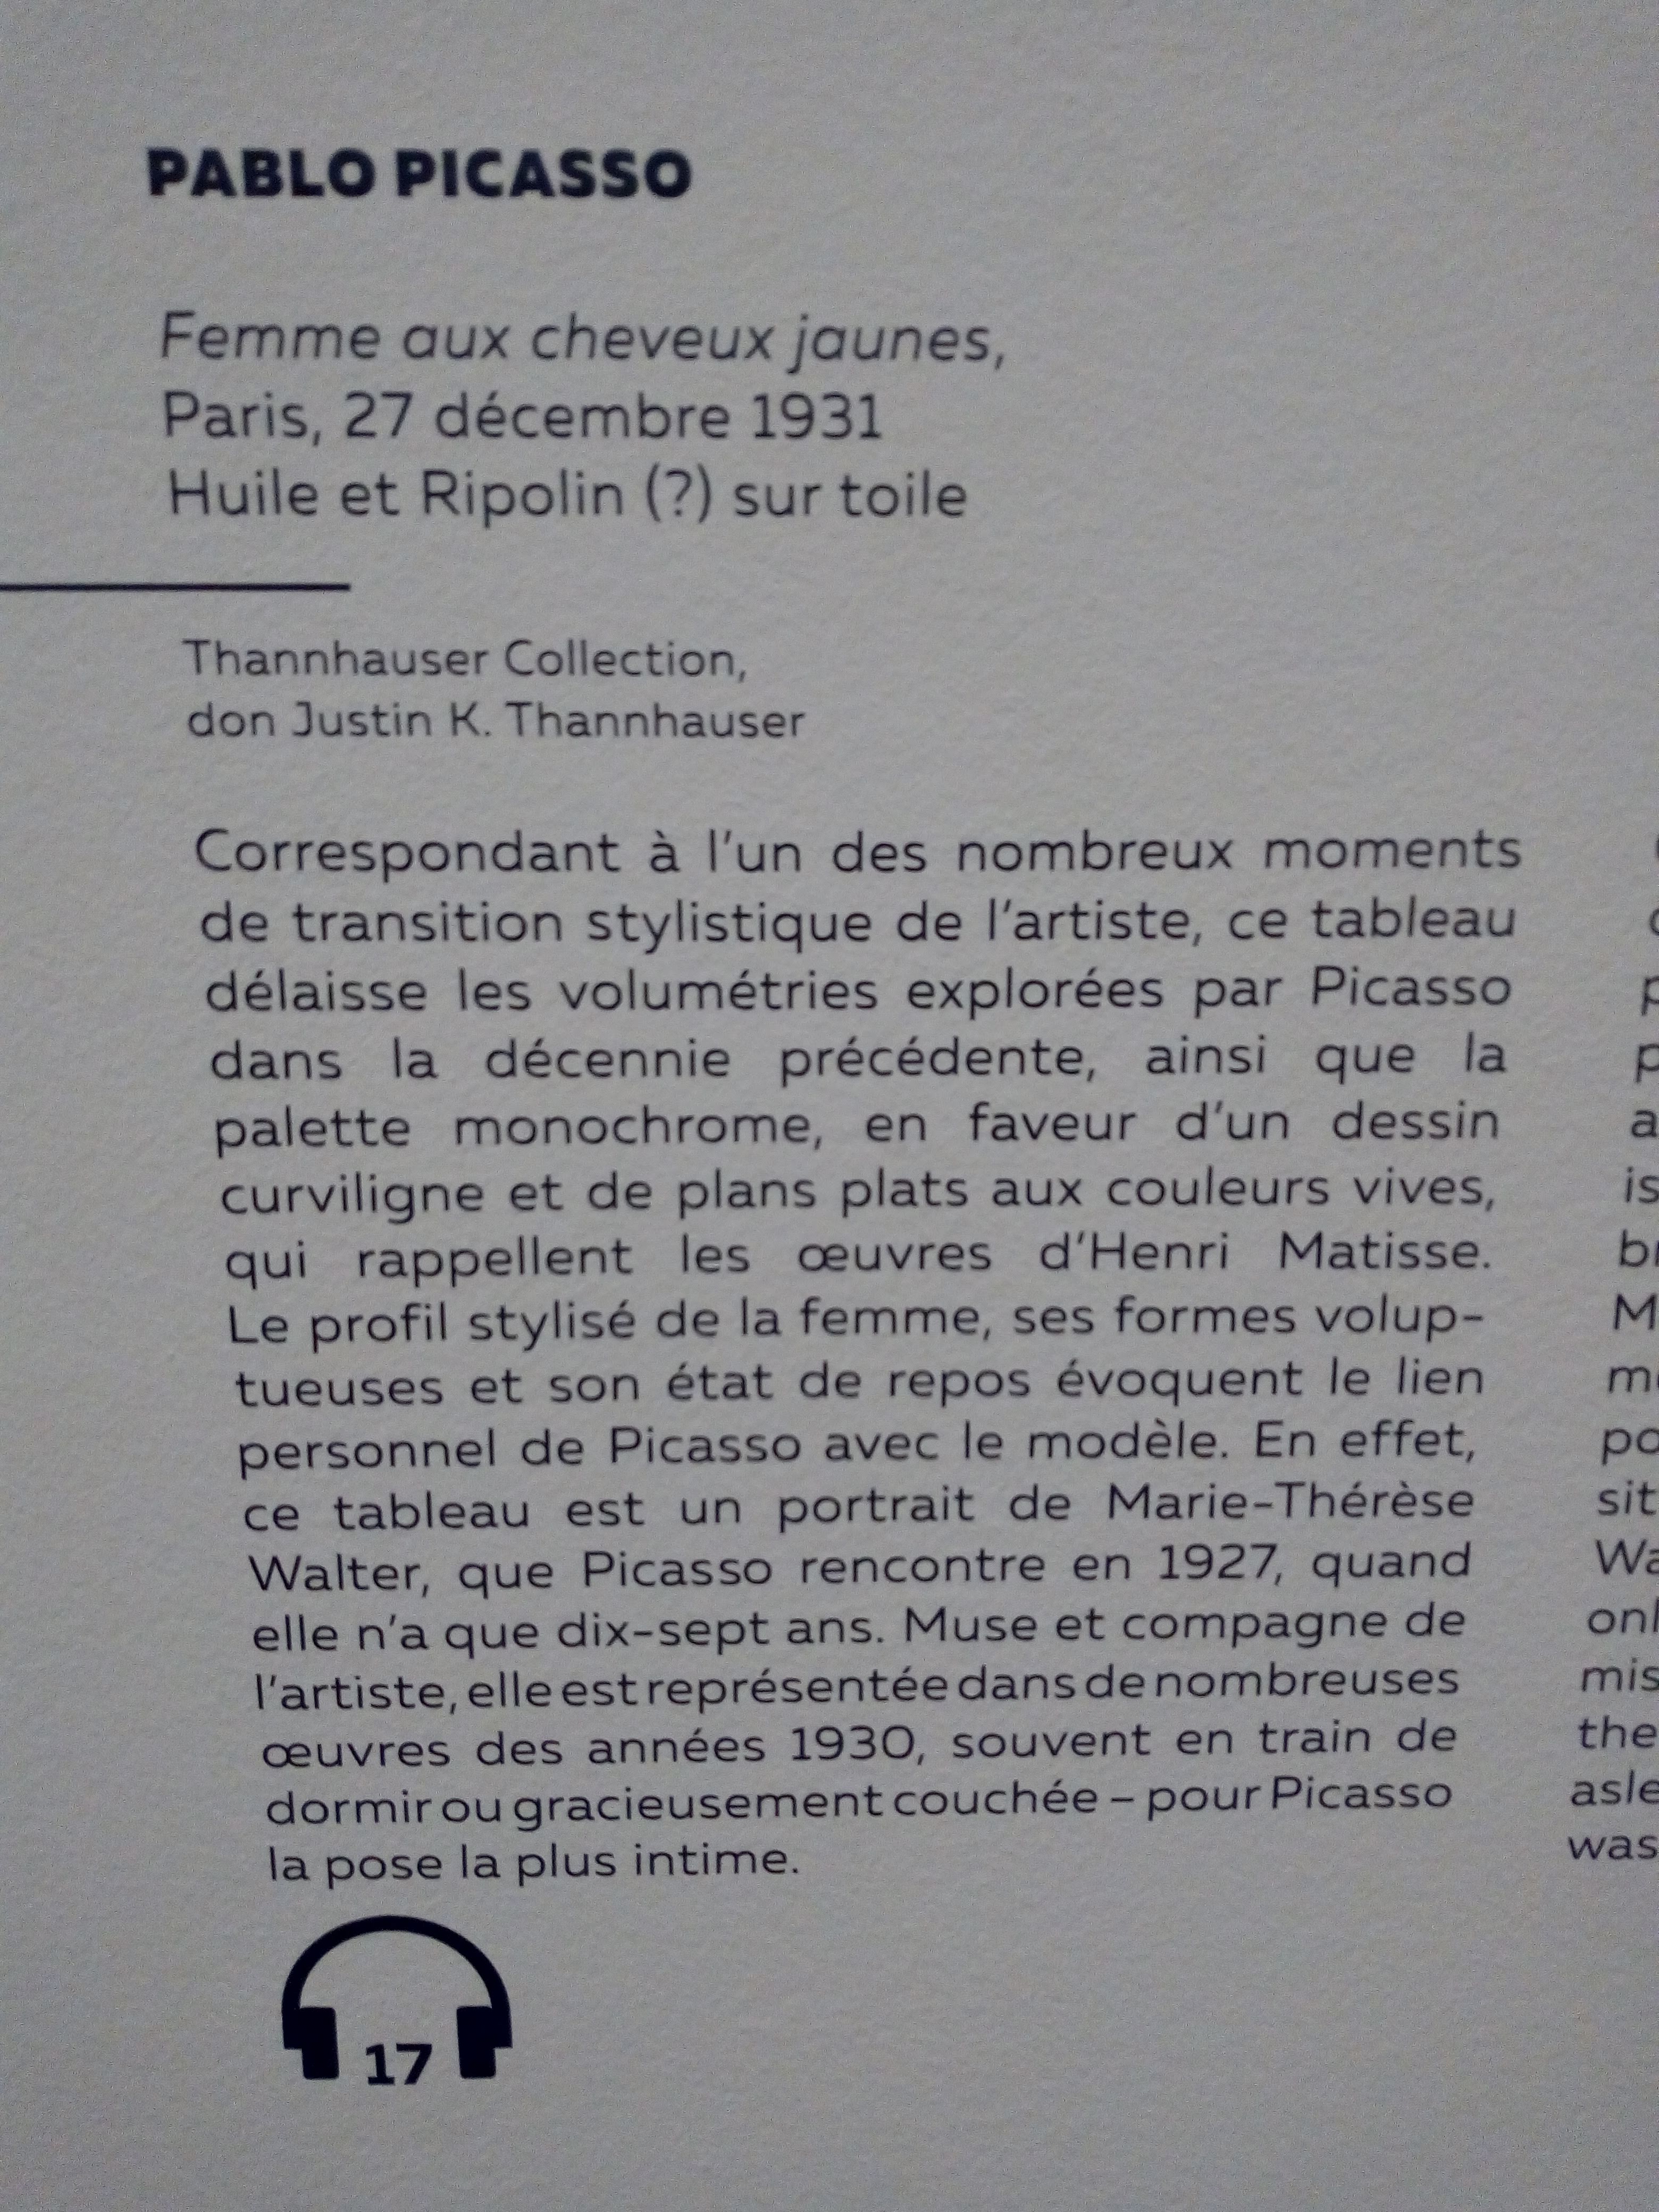 PABLO PICASSO
Femme aux cheveux jaunes,
Paris, 27 décembre 1931
Huile et Ripolin (?) sur toile
Thannhauser Collection,
don Justin K. Thannhauser
Correspondant à l'un des nombreux moments
de transition stylistique de l'artiste, ce tableau
délaisse les volumétries explorées par Picasso
dans la décennie précédente, ainsi que la
palette monochrome, en faveur d'un dessin
curviligne et de plans plats aux couleurs vives,
qui rappellent les œuvres d'Henri Matisse.
Le profil stylisé de la femme, ses formes volup-
tueuses et son état de repos évoquent le lien
personnel de Picasso avec le modèle. En effet,
ce tableau est un portrait de Marie-Thérèse
Walter, que Picasso rencontre en 1927, quand
elle n'a que dix-sept ans. Muse et compagne de
l'artiste, elle est représentée dans de nombreuses
œuvres des années 1930, souvent en train de
dormir ou gracieusement couchée – pour Picasso
la pose la plus intime.
17